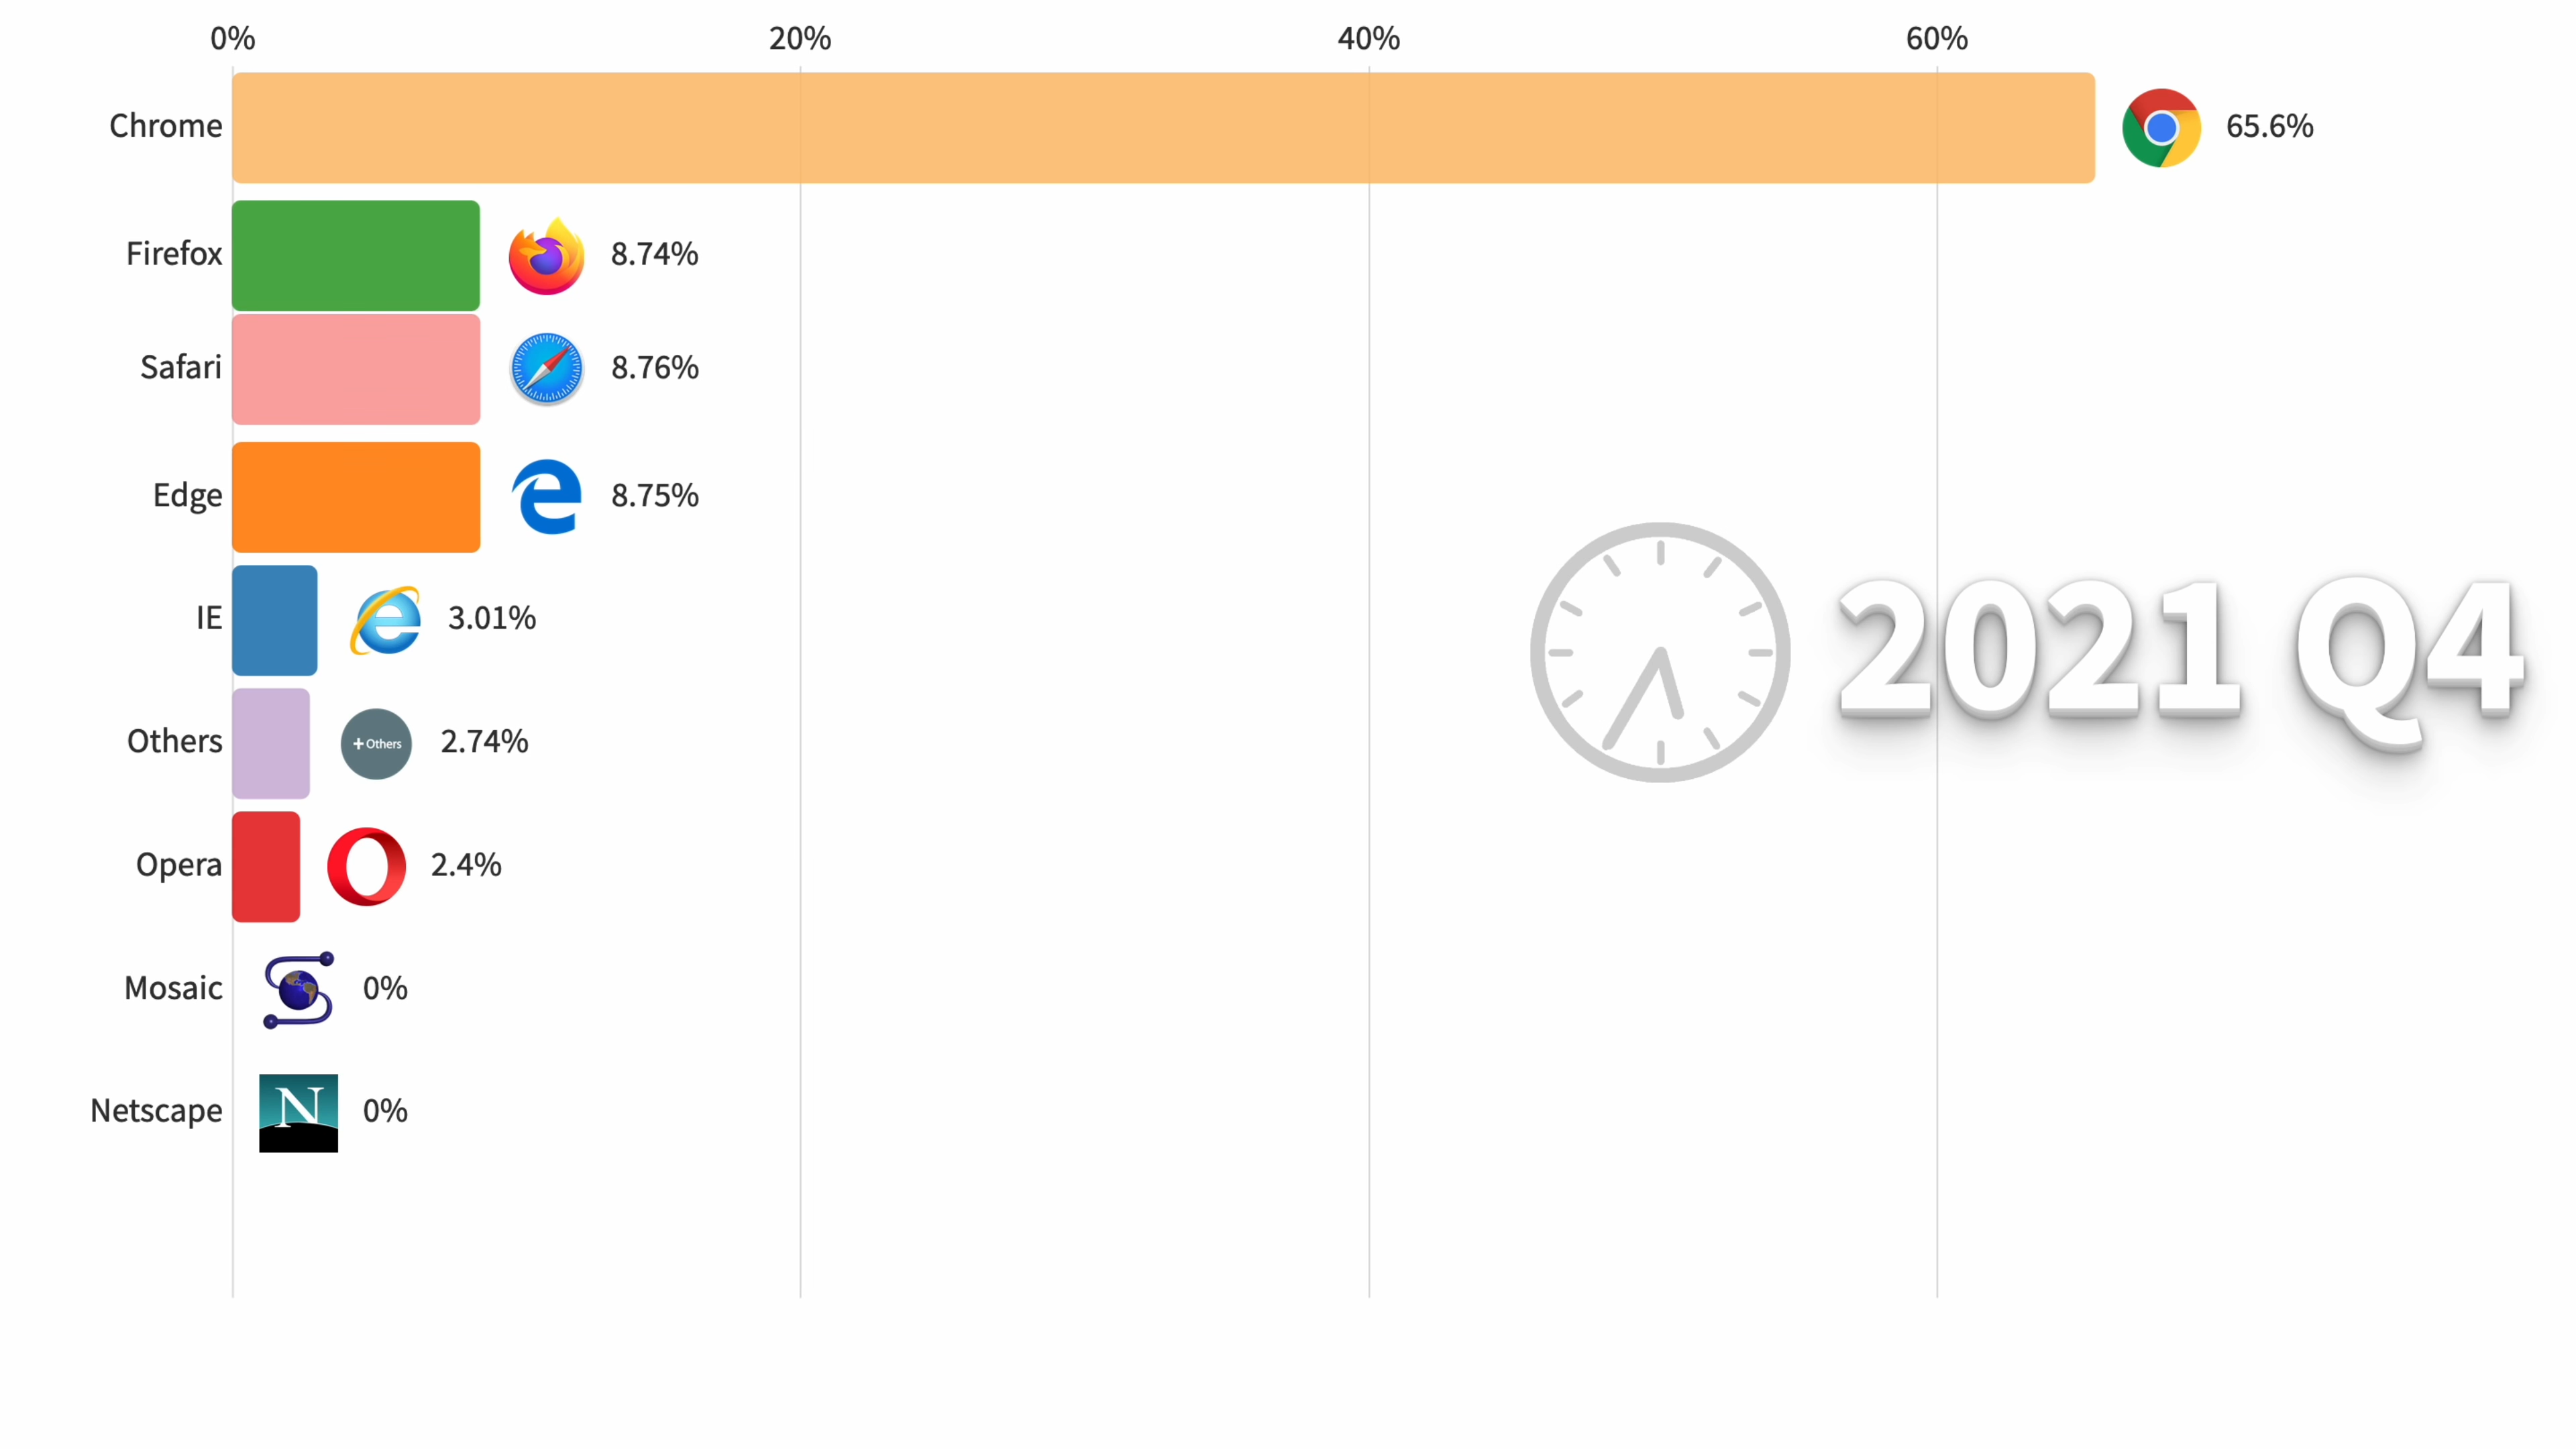 0% 20% 40% 60%
Chrome 65.6%
Firefox 8.74%
Safari 8.76%
Edge 8.75%
IE 3.01%
Others + Others 2.74%
2021 Q4
Opera 2.4%
Mosaic 0%
Netscape N 0%